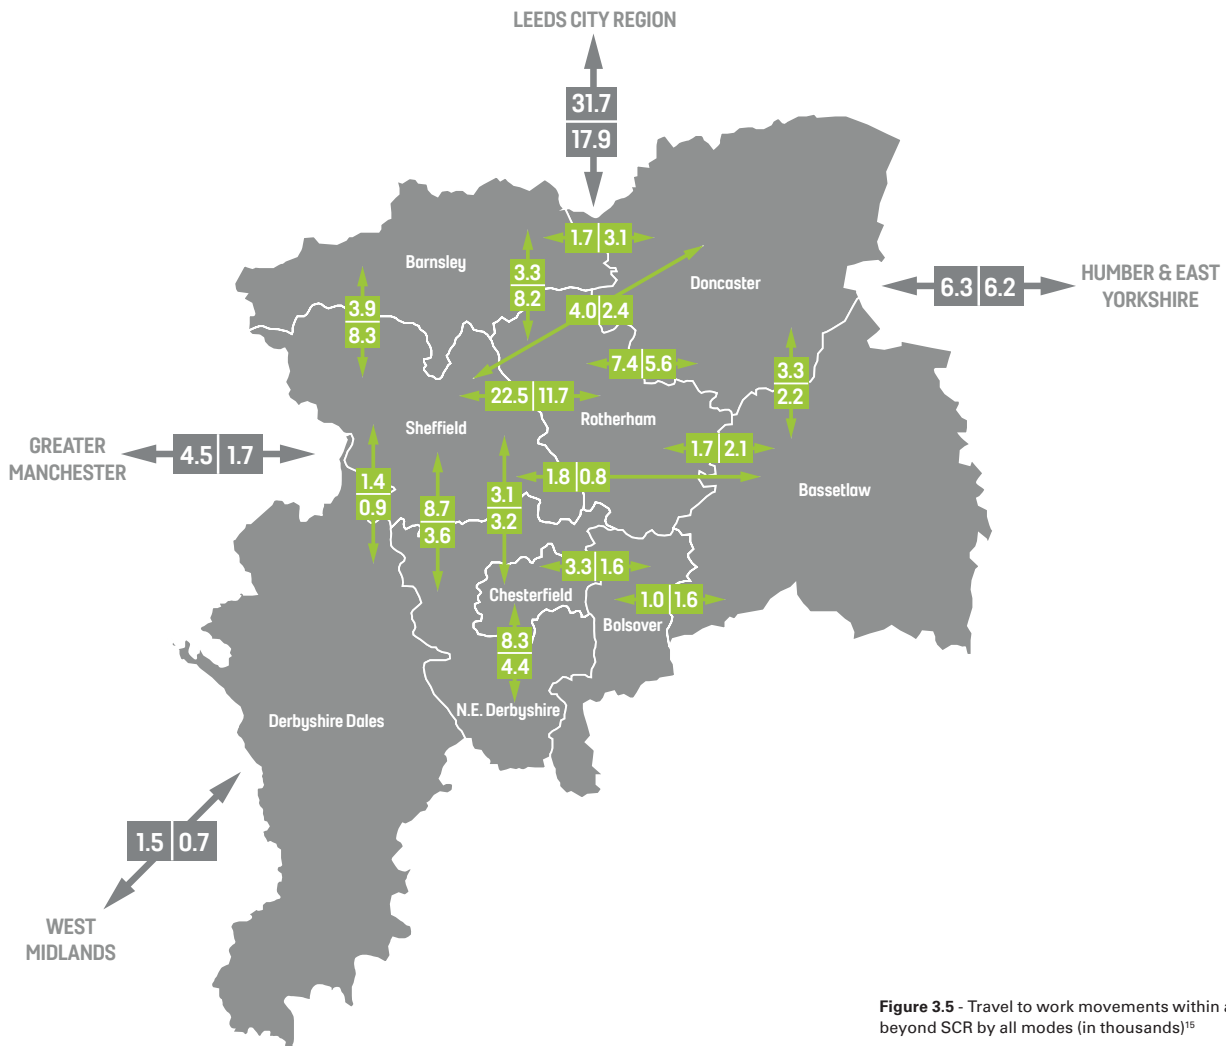 LEEDS CITY REGION
31.7
17.9
1.7 3.1
Barnsley
3.3
8.2
Doncaster
6.3 6.2
HUMBER & EAST
YORKSHIRE
3.9
8.3
4.0 2.4
7.4 5.6
3.3
2.2
22.5 11.7
Rotherham
Sheffield
GREATER
MANCHESTER
4.5 1.7
1.7 2.1
1.4
0.9
1.8 0.8
Bassetlaw
8.7
3.6
3.1
3.2
3.3 1.6
Chesterfield
1.0 1.6
Bolsover
8.3
4.4
N.E. Derbyshire
Derbyshire Dales
1.5 0.7
WEST
MIDLANDS
Figure 3.5 - Travel to work movements within
beyond SCR by all modes (in thousands)15